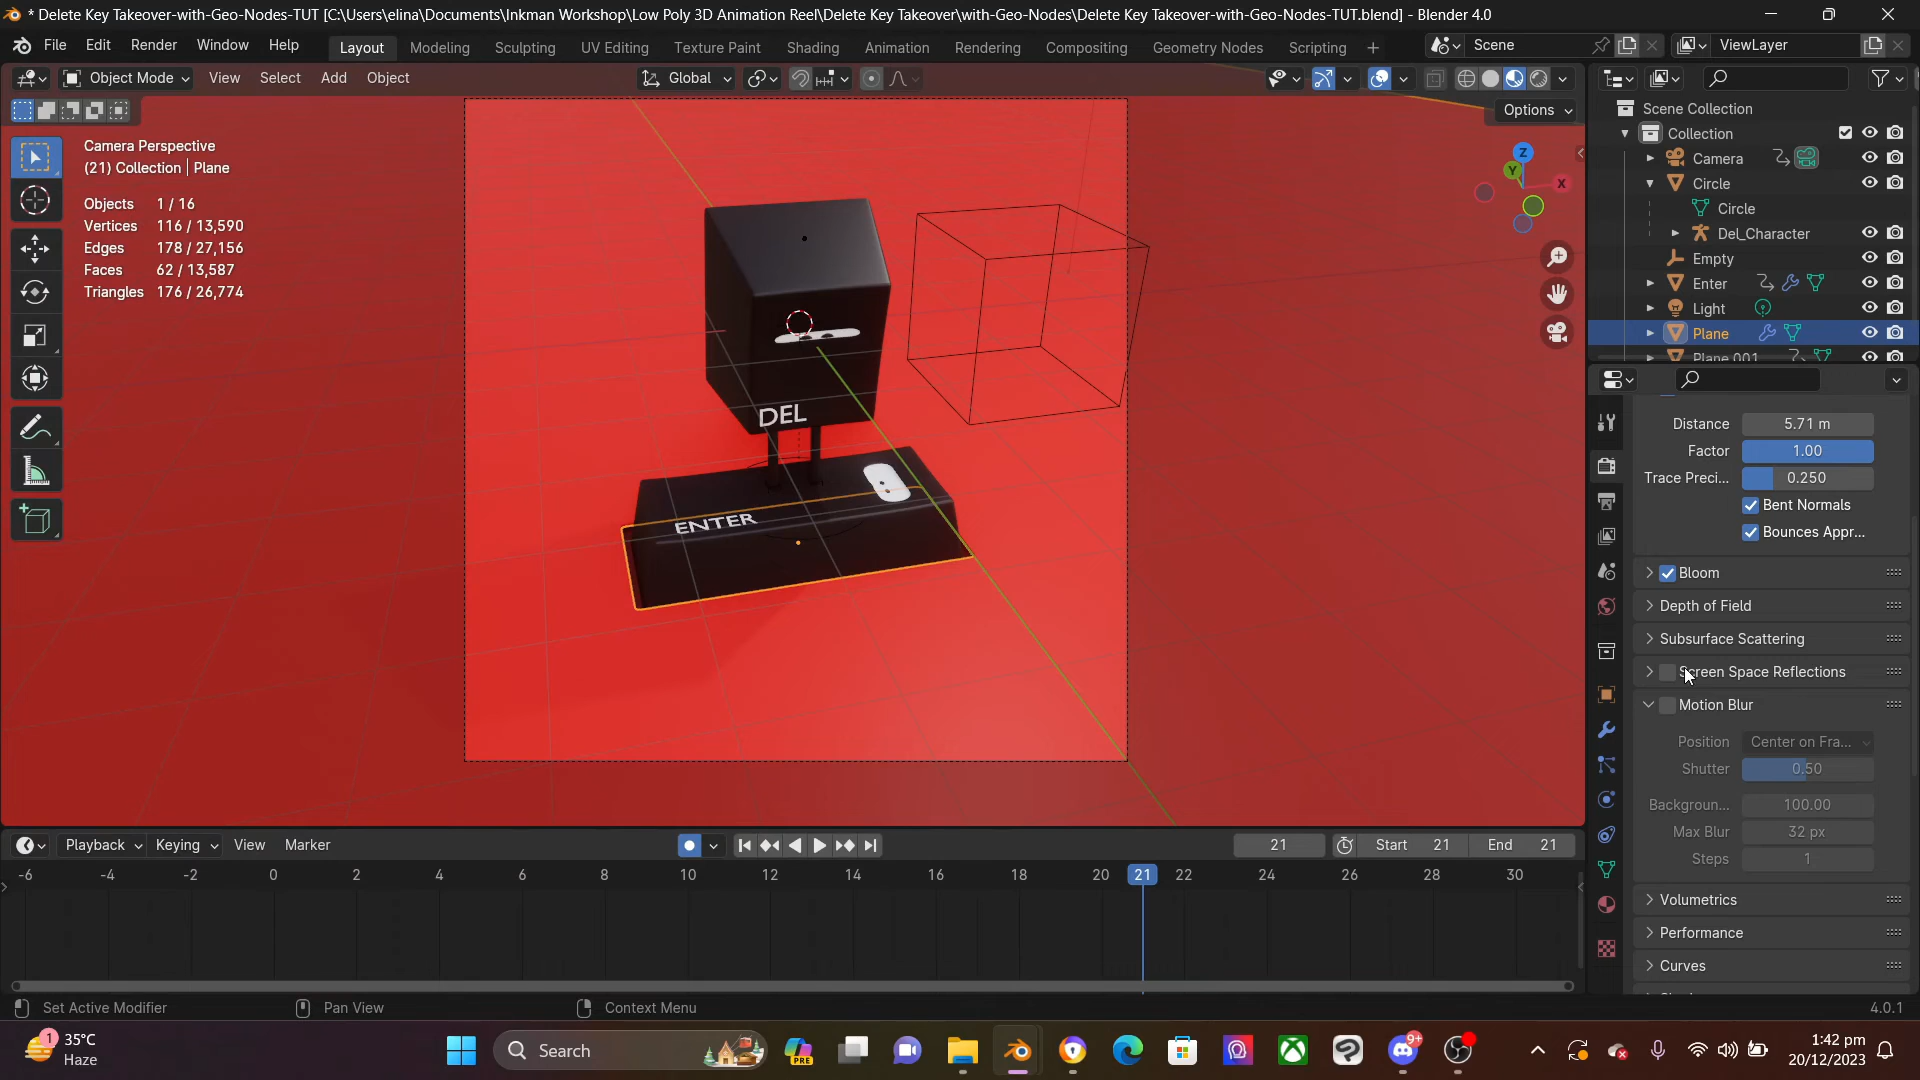 * Delete Key Takeover-with-Geo-Nodes-TUT [C:\Users\elina\Documents\Inkman Workshop\Low Poly 3D Animation Reel\Delete Key Takeover\with-Geo-Nodes\Delete Key Takeover-with-Geo-Nodes-TUT.blend] - Blender 4.0
File Edit Render Window Help Layout Modeling Sculpting UV Editing Texture Paint Shading Animation Rendering Compositing Geometry Nodes Scripting + Scene ViewLayer
Object Mode View Select Add Object Global
Options
Scene Collection
Collection
Camera
Circle
Circle
Del_Character
Empty
Enter
Light
Plane
Plane.001
Camera Perspective
(21) Collection | Plane
Objects 1 / 16
Vertices 116 / 13,590
Edges 178 / 27,156
Faces 62 / 13,587
Triangles 176 / 26,774
Z
Y
X
DEL
ENTER
Distance 5.71 m
Factor 1.00
Trace Preci... 0.250
Bent Normals
Bounces Appr...
Bloom
Depth of Field
Subsurface Scattering
Screen Space Reflections
Motion Blur
Position Center on Fra...
Shutter 0.50
Backgroun... 100.00
Max Blur 32 px
Steps 1
Volumetrics
Performance
Curves
Playback Keying View Marker 21 Start 21 End 21
-6 -4 -2 0 2 4 6 8 10 12 14 16 18 20 21 22 24 26 28 30
Set Active Modifier Pan View Context Menu 4.0.1
1 35°C
Haze
Search
PRE
9+
1:42 pm
20/12/2023